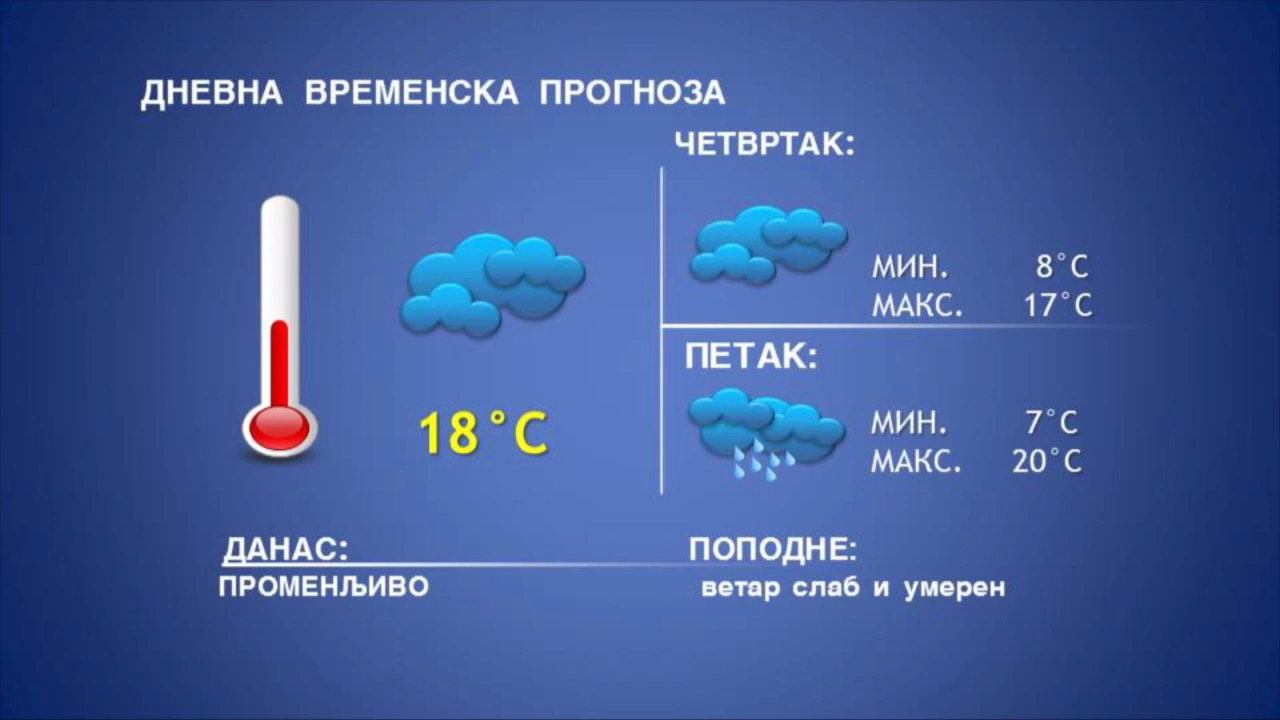 ДНЕВНА ВРЕМЕНСКА ПРОГНОЗА
18°C
ЧЕТВРТАК:
МИН. 8°C
МАКС. 17°C
ПЕТАК:
МИН. 7°C
МАКС. 20°C
ДАНАС:
ПРОМЕНЉИВО
ПОПОДНЕ:
ветар слаб и умерен